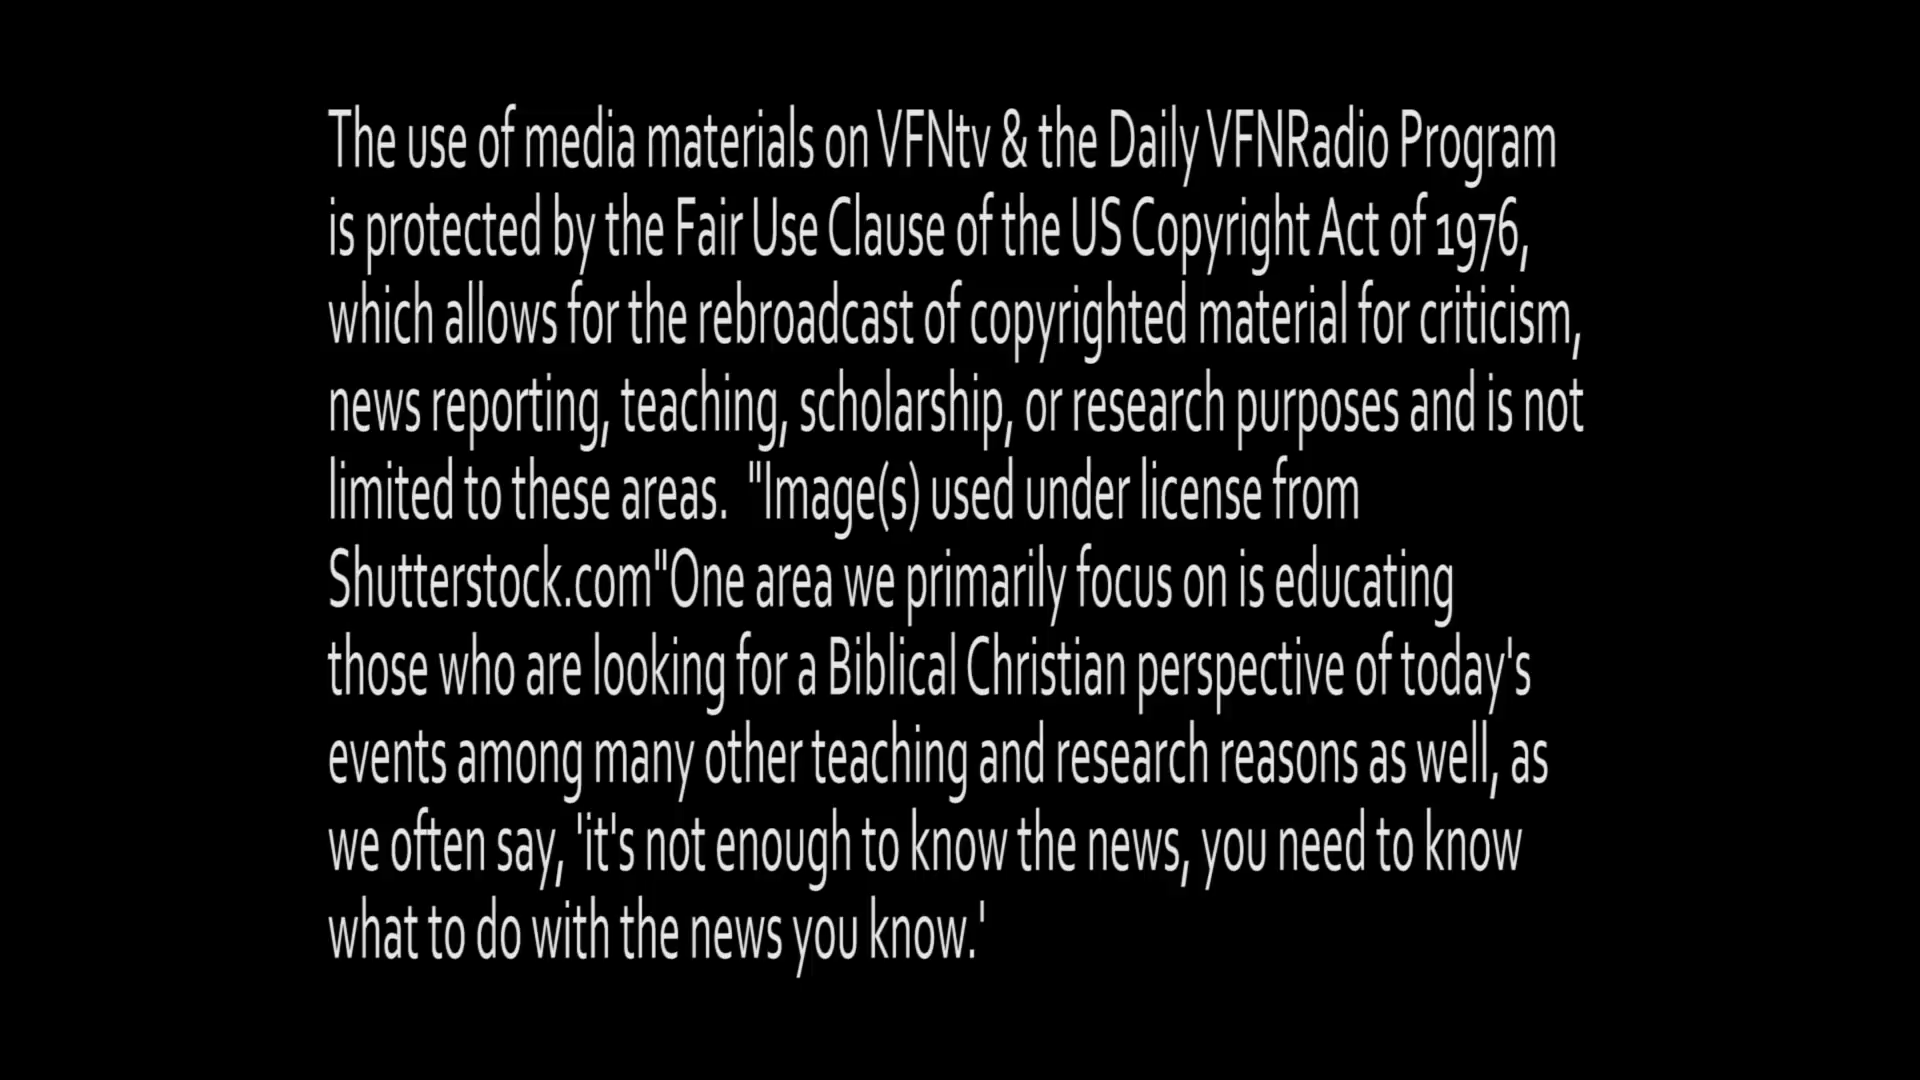 The use of media materials on VFNtv & the Daily VFNRadio Program
is protected by the Fair Use Clause of the US Copyright Act of 1976,
which allows for the rebroadcast of copyrighted material for criticism,
news reporting, teaching, scholarship, or research purposes and is not
limited to these areas.  "Image(s) used under license from
Shutterstock.com"One area we primarily focus on is educating
those who are looking for a Biblical Christian perspective of today's
events among many other teaching and research reasons as well, as
we often say, 'it's not enough to know the news, you need to know
what to do with the news you know.'